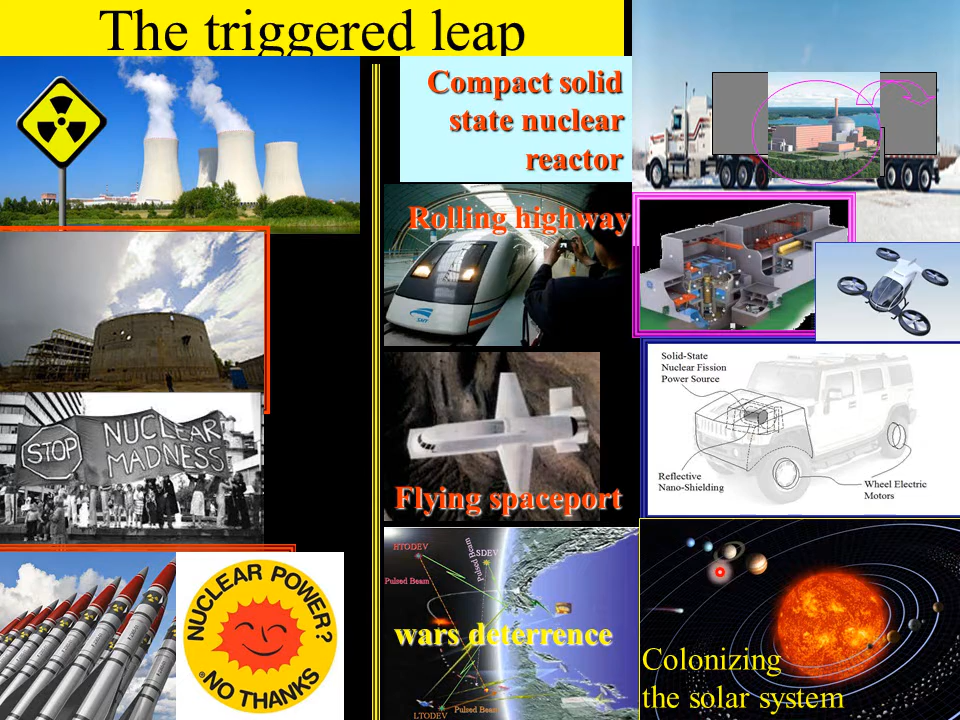 The triggered leap
Compact solid
state nuclear
reactor
Rolling highway
SMT
STOP
NUCLEAR
MADNESS
NUCLEAR POWER?
NO THANKS
Flying spaceport
HTODEV
Pulsed Beam
SDEV
Pulsed Beam
wars deterrence
LTODEV
Pulsed Beam
Solid-State
Nuclear Fission
Power Source
Reflective
Nano-Shielding
Wheel Electric
Motors
Colonizing
the solar system